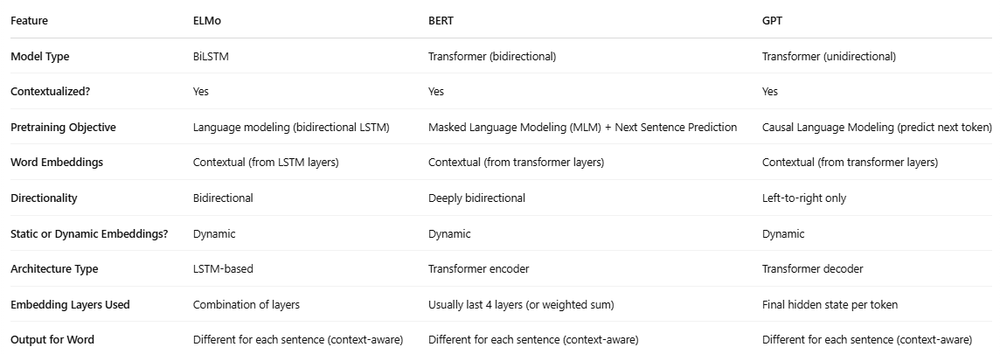 Feature ELMo BERT GPT
Model Type BiLSTM Transformer (bidirectional) Transformer (unidirectional)
Contextualized? Yes Yes Yes
Pretraining Objective Language modeling (bidirectional LSTM) Masked Language Modeling (MLM) + Next Sentence Prediction Causal Language Modeling (predict next token)
Word Embeddings Contextual (from LSTM layers) Contextual (from transformer layers) Contextual (from transformer layers)
Directionality Bidirectional Deeply bidirectional Left-to-right only
Static or Dynamic Embeddings? Dynamic Dynamic Dynamic
Architecture Type LSTM-based Transformer encoder Transformer decoder
Embedding Layers Used Combination of layers Usually last 4 layers (or weighted sum) Final hidden state per token
Output for Word Different for each sentence (context-aware) Different for each sentence (context-aware) Different for each sentence (context-aware)